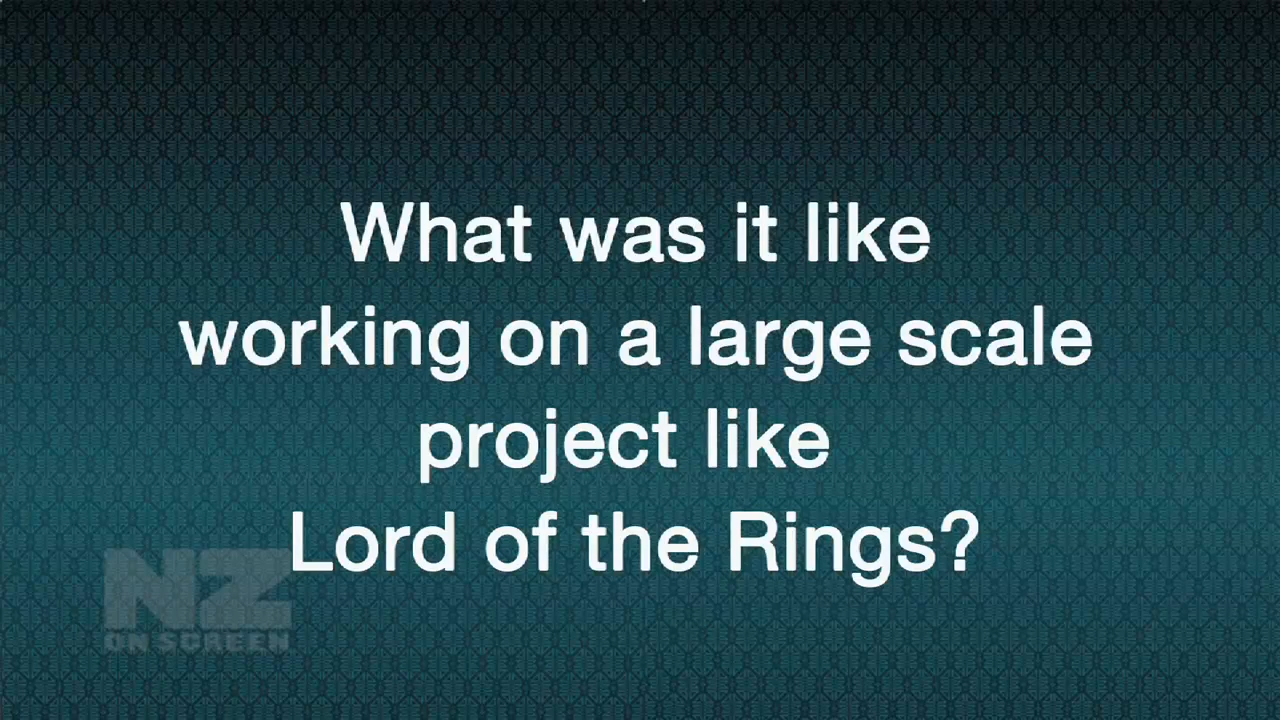 What was it like
working on a large scale
project like
Lord of the Rings?
NZ
ON SCREEN